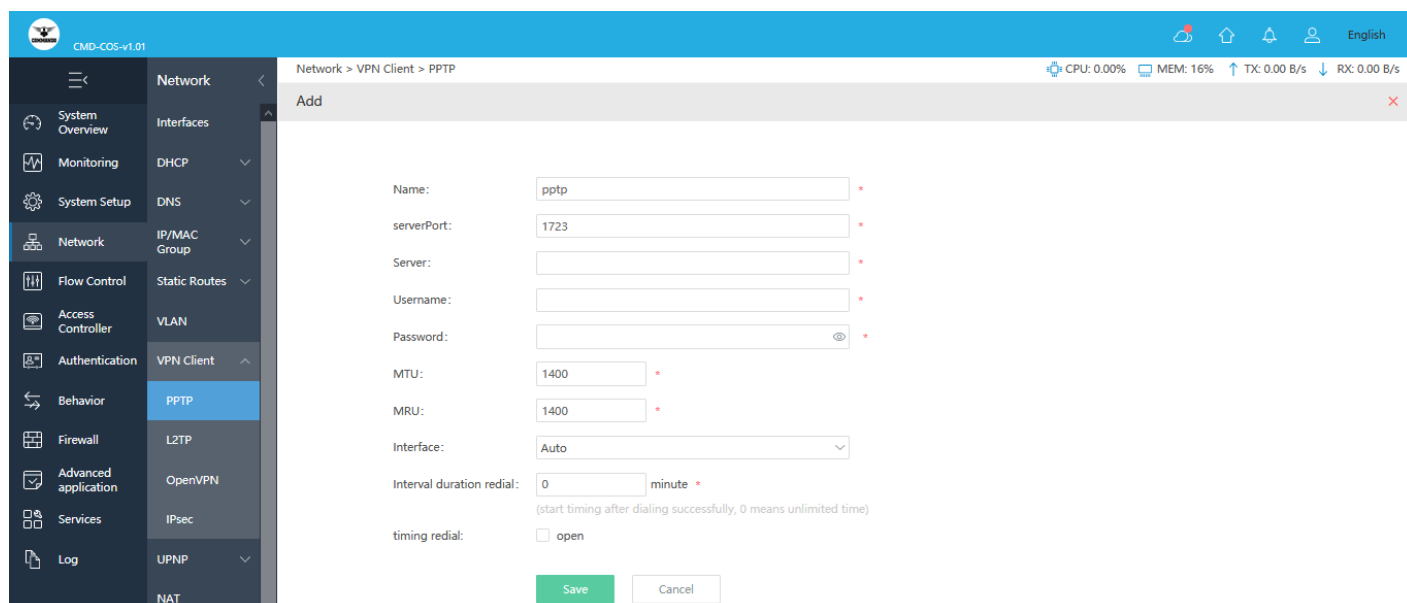 COMMANDO
CMD-COS-v1.01
English
Network
Network > VPN Client > PPTP
CPU: 0.00% MEM: 16% TX: 0.00 B/s RX: 0.00 B/s
Add
System
Overview
Monitoring
System Setup
Network
Flow Control
Access
Controller
Authentication
Behavior
Firewall
Advanced
application
Services
Log
Interfaces
DHCP
DNS
IP/MAC
Group
Static Routes
VLAN
VPN Client
PPTP
L2TP
OpenVPN
IPsec
UPNP
NAT
Name: pptp *
serverPort: 1723 *
Server: *
Username: *
Password: *
MTU: 1400 *
MRU: 1400 *
Interface: Auto
Interval duration redial: 0 minute *
(start timing after dialing successfully, 0 means unlimited time)
timing redial: open
Save Cancel